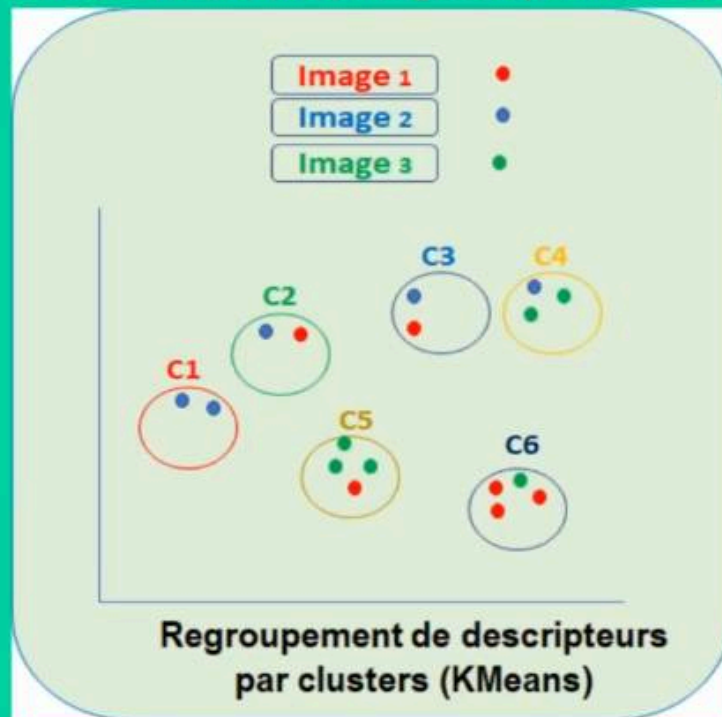 Image 1
Image 2
Image 3
C3
C4
C2
C1
C5
C6
Regroupement de descripteurs
par clusters (KMeans)